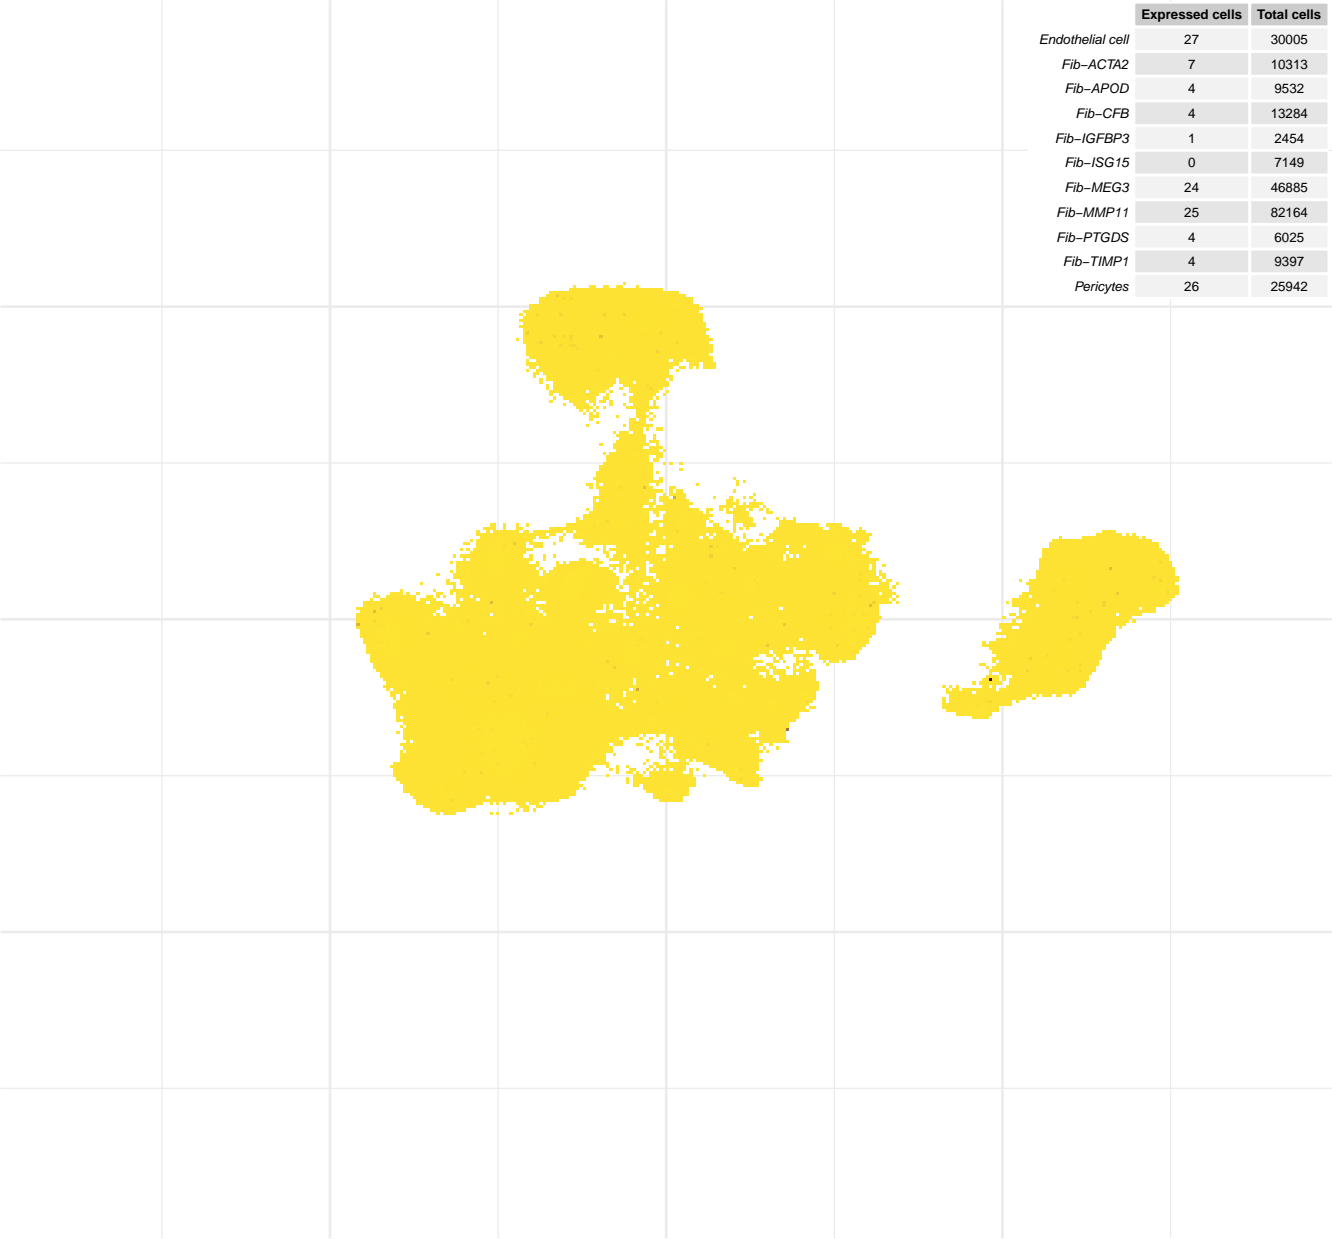 Expressed cells Total cells
Endothelial cell 27 30005
Fib−ACTA2 7 10313
Fib−APOD 4 9532
Fib−CFB 4 13284
Fib−IGFBP3 1 2454
Fib−ISG15 0 7149
Fib−MEG3 24 46885
Fib−MMP11 25 82164
Fib−PTGDS 4 6025
Fib−TIMP1 4 9397
Pericytes 26 25942